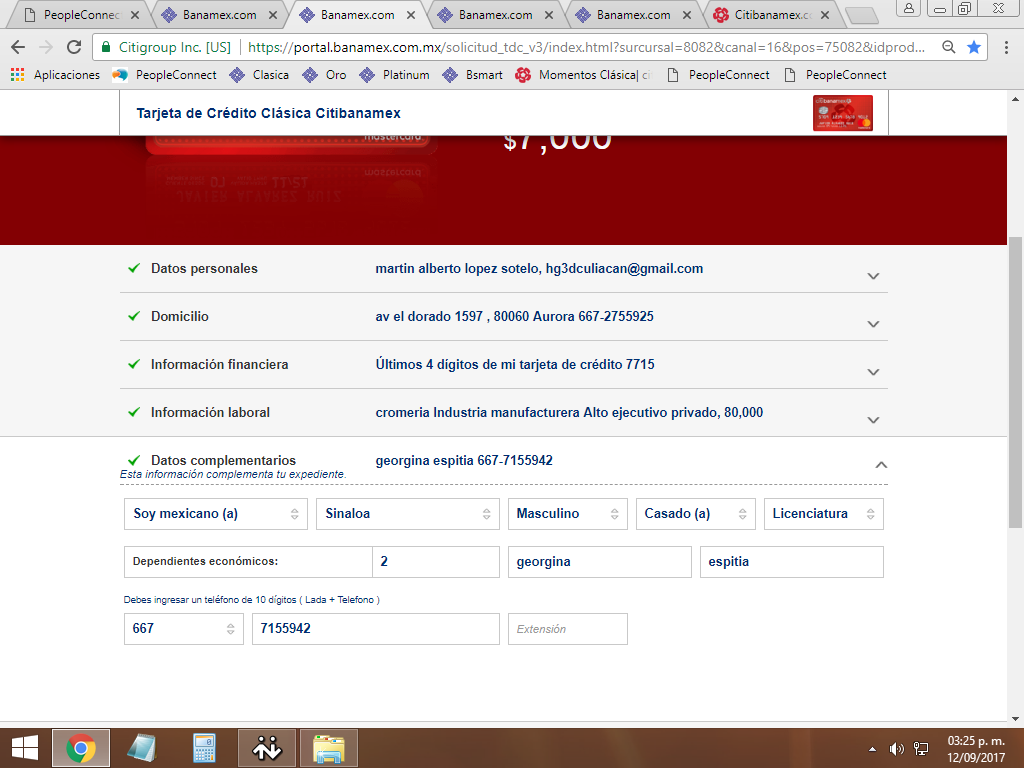 PeopleConnec
Banamex.com
Banamex.com
Banamex.com
Banamex.com
Citibanamex.c
Citigroup Inc. [US] https://portal.banamex.com.mx/solicitud_tdc_v3/index.html?surcursal=8082&canal=16&pos=75082&idprod...
Aplicaciones PeopleConnect Clasica Oro Platinum Bsmart Momentos Clásica| ci PeopleConnect PeopleConnect
Tarjeta de Crédito Clásica Citibanamex
mastercard
$7,000
Datos personales martin alberto lopez sotelo, hg3dculiacan@gmail.com
Domicilio av el dorado 1597 , 80060 Aurora 667-2755925
Información financiera Últimos 4 dígitos de mi tarjeta de crédito 7715
Información laboral cromeria Industria manufacturera Alto ejecutivo privado, 80,000
Datos complementarios georgina espitia 667-7155942
Esta información complementa tu expediente.
Soy mexicano (a) Sinaloa Masculino Casado (a) Licenciatura
Dependientes económicos: 2 georgina espitia
Debes ingresar un teléfono de 10 dígitos ( Lada + Telefono )
667 7155942 Extensión
03:25 p. m.
12/09/2017